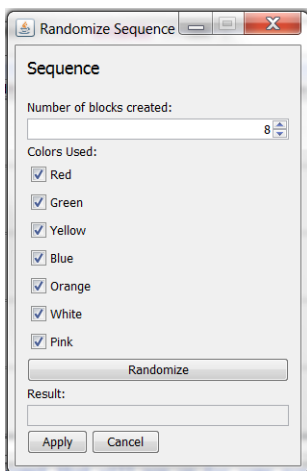 Randomize Sequence
Sequence
Number of blocks created:
8
Colors Used:
Red
Green
Yellow
Blue
Orange
White
Pink
Randomize
Result:
Apply Cancel